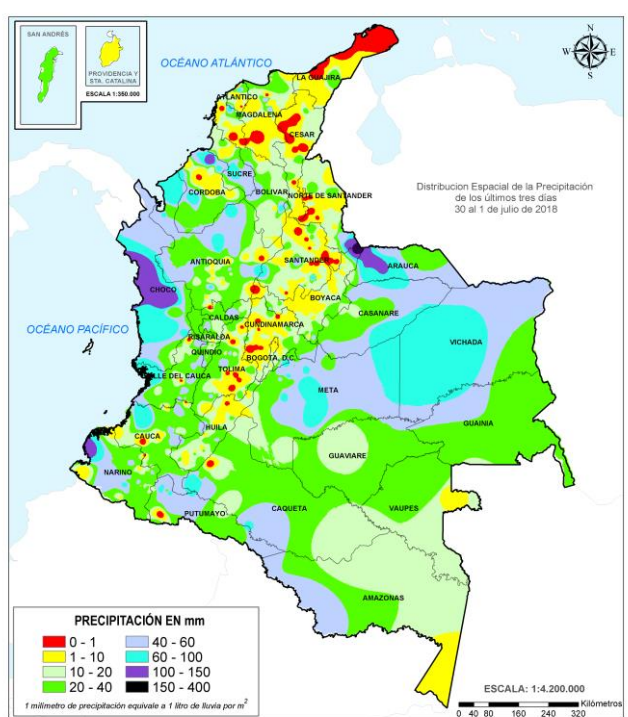 SAN ANDRÉS
PROVIDENCIA Y
STA. CATALINA
ESCALA 1:350.000
N
W E
S
OCÉANO ATLÁNTICO
LA GUAJIRA
ATLANTICO
MAGDALENA
CESAR
SUCRE
CORDOBA
BOLIVAR
NORTE DE SANTANDER
Distribucion Espacial de la Precipitación
de los últimos tres días
30 al 1 de julio de 2018
ANTIOQUIA
SANTANDER
ARAUCA
CHOCO
BOYACA
CASANARE
OCÉANO PACÍFICO
CALDAS
CUNDINAMARCA
RISARALDA
VICHADA
QUINDIO
BOGOTA, D.C.
TOLIMA
VALLE DEL CAUCA
META
GUAINIA
HUILA
CAUCA
GUAVIARE
NARIÑO
CAQUETA
VAUPES
PUTUMAYO
AMAZONAS
PRECIPITACIÓN EN mm
0 - 1 40 - 60
1 - 10 60 - 100
10 - 20 100 - 150
20 - 40 150 - 400
1 milimetro de precipitación equivale a 1 litro de lluvia por m²
ESCALA: 1:4.200.000
Kilómetros
0 40 80 160 240 320